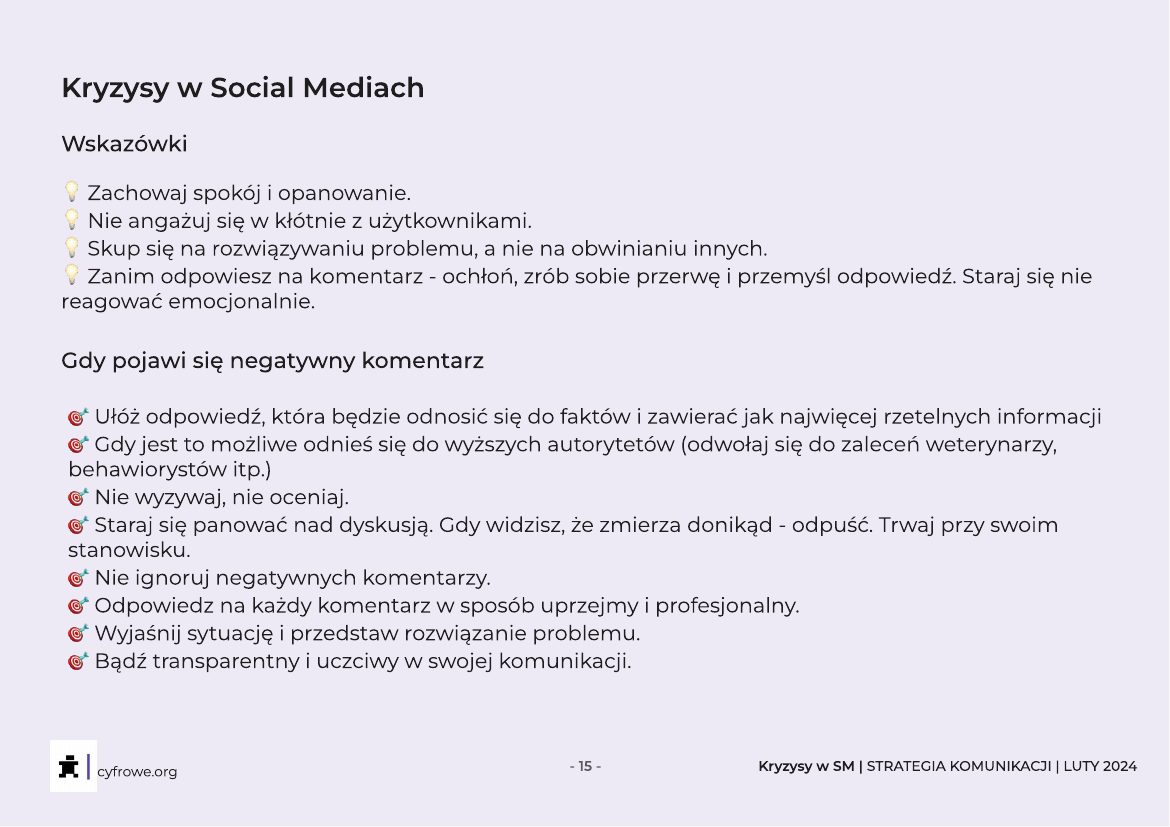 Kryzysy w Social Mediach
Wskazówki
💡 Zachowaj spokój i opanowanie.
💡 Nie angażuj się w kłótnie z użytkownikami.
💡 Skup się na rozwiązywaniu problemu, a nie na obwinianiu innych.
💡 Zanim odpowiesz na komentarz - ochłoń, zrób sobie przerwę i przemyśl odpowiedź. Staraj się nie
reagować emocjonalnie.
Gdy pojawi się negatywny komentarz
🎯 Ułóż odpowiedź, która będzie odnosić się do faktów i zawierać jak najwięcej rzetelnych informacji
🎯 Gdy jest to możliwe odnieś się do wyższych autorytetów (odwołaj się do zaleceń weterynarzy,
behawiorystów itp.)
🎯 Nie wyzywaj, nie oceniaj.
🎯 Staraj się panować nad dyskusją. Gdy widzisz, że zmierza donikąd - odpuść. Trwaj przy swoim
stanowisku.
🎯 Nie ignoruj negatywnych komentarzy.
🎯 Odpowiedz na każdy komentarz w sposób uprzejmy i profesjonalny.
🎯 Wyjaśnij sytuację i przedstaw rozwiązanie problemu.
🎯 Bądź transparentny i uczciwy w swojej komunikacji.
cyfrowe.org
- 15 -
Kryzysy w SM | STRATEGIA KOMUNIKACJI | LUTY 2024